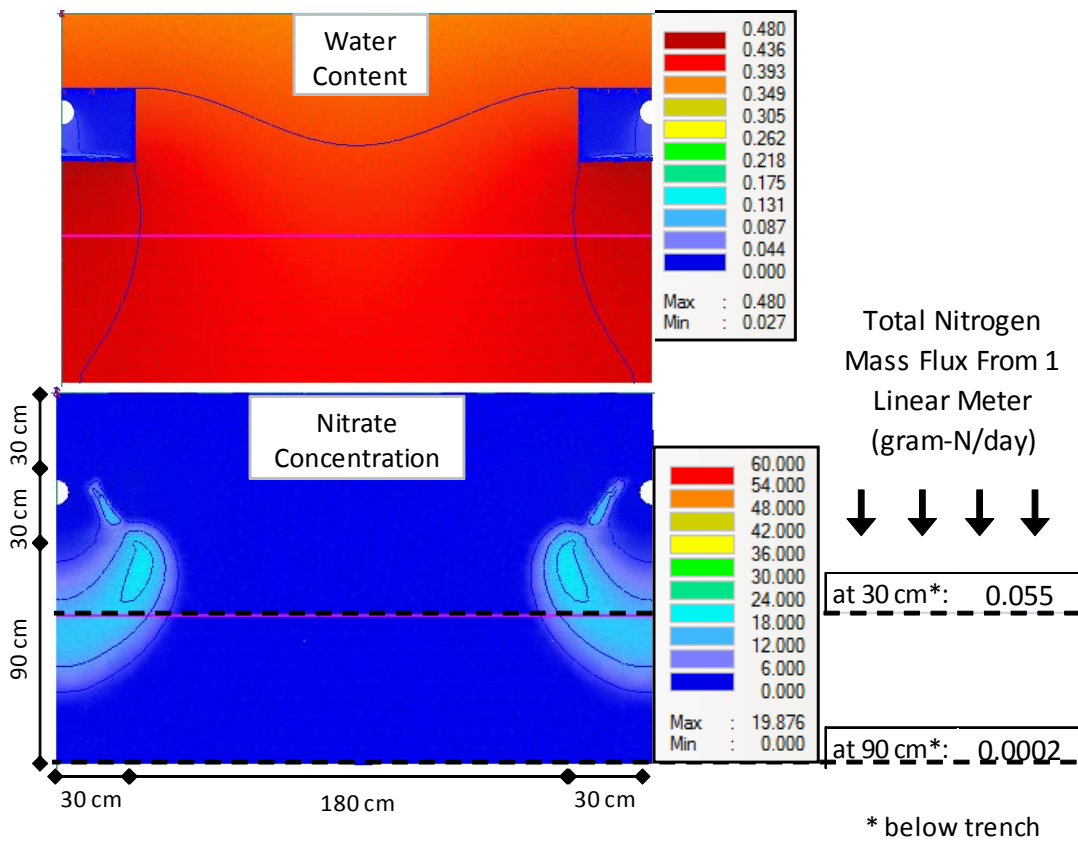 Water
Content
0.480
0.436
0.393
0.349
0.305
0.262
0.218
0.175
0.131
0.087
0.044
0.000
Max : 0.480
Min : 0.027
Nitrate
Concentration
30 cm
30 cm
90 cm
30 cm
180 cm
30 cm
60.000
54.000
48.000
42.000
36.000
30.000
24.000
18.000
12.000
6.000
0.000
Max : 19.876
Min : 0.000
Total Nitrogen
Mass Flux From 1
Linear Meter
(gram-N/day)
at 30 cm*: 0.055
at 90 cm*: 0.0002
* below trench